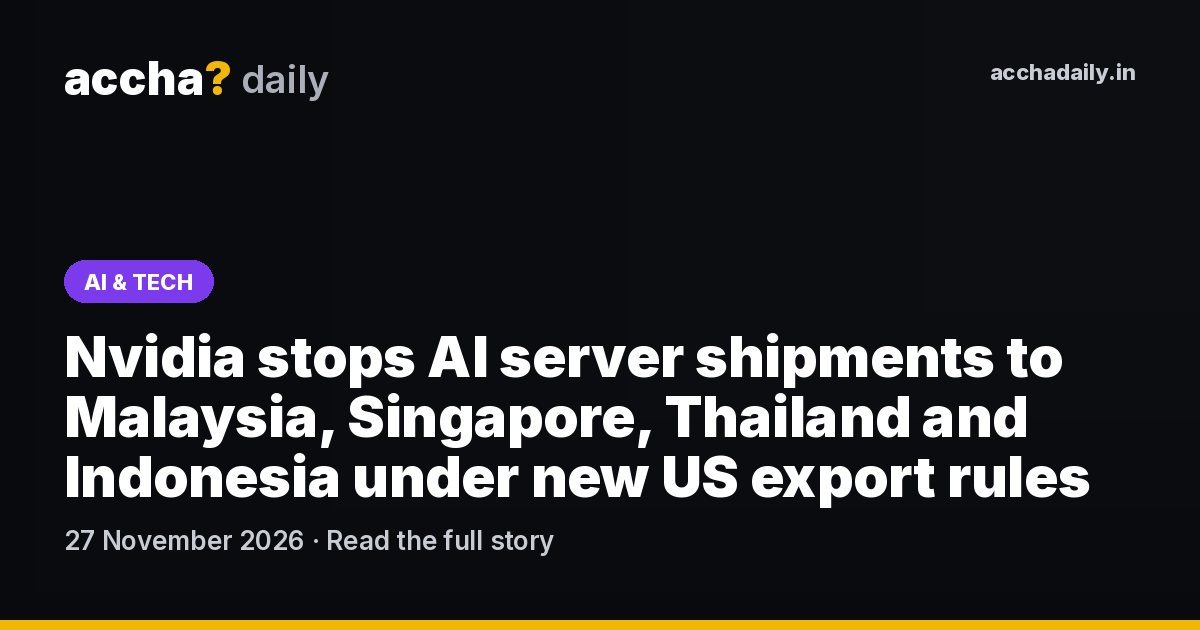 accha? daily
acchadaily.in
AI & TECH
Nvidia stops AI server shipments to
Malaysia, Singapore, Thailand and
Indonesia under new US export rules
27 November 2026 · Read the full story